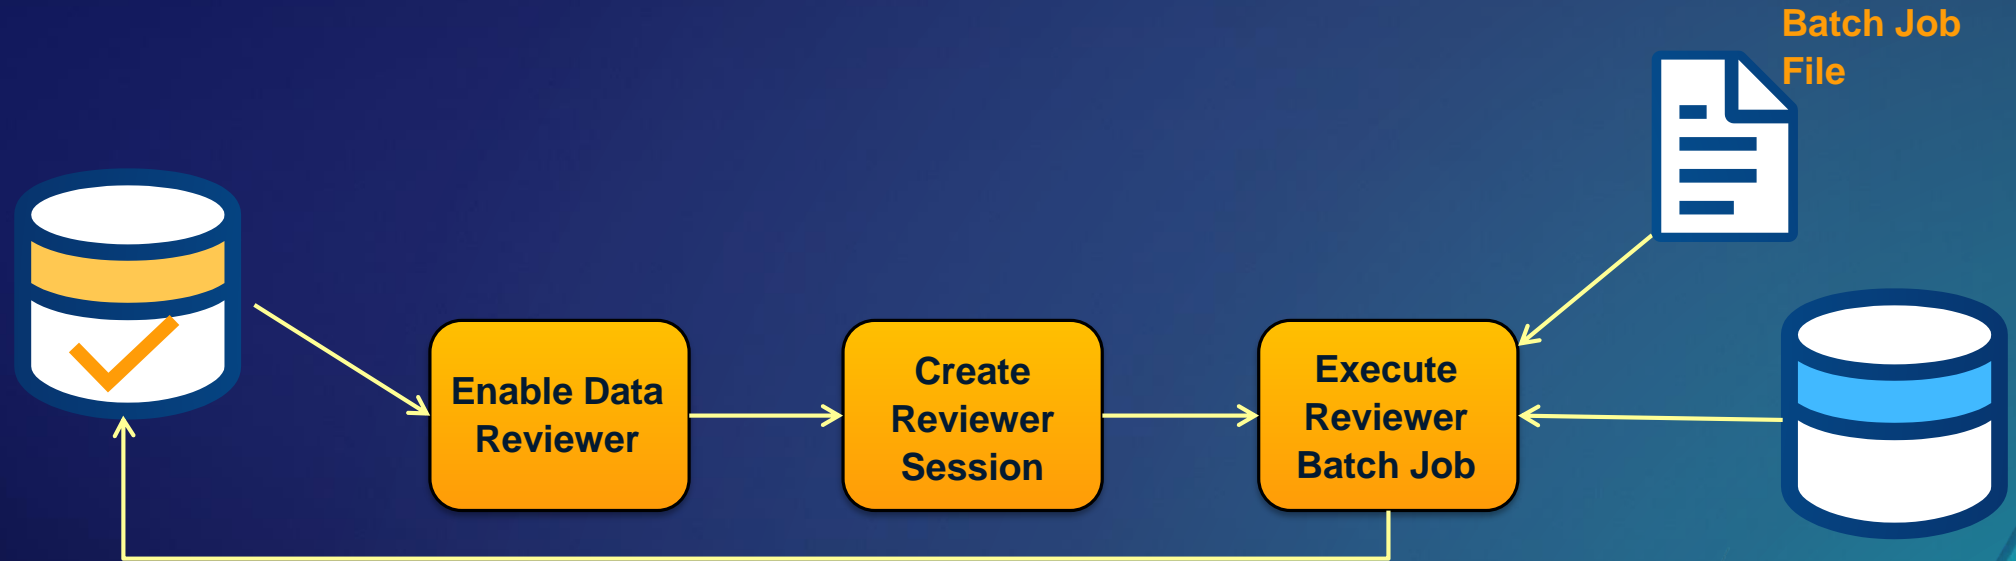 Batch Job
File
Enable Data
Reviewer
Create
Reviewer
Session
Execute
Reviewer
Batch Job